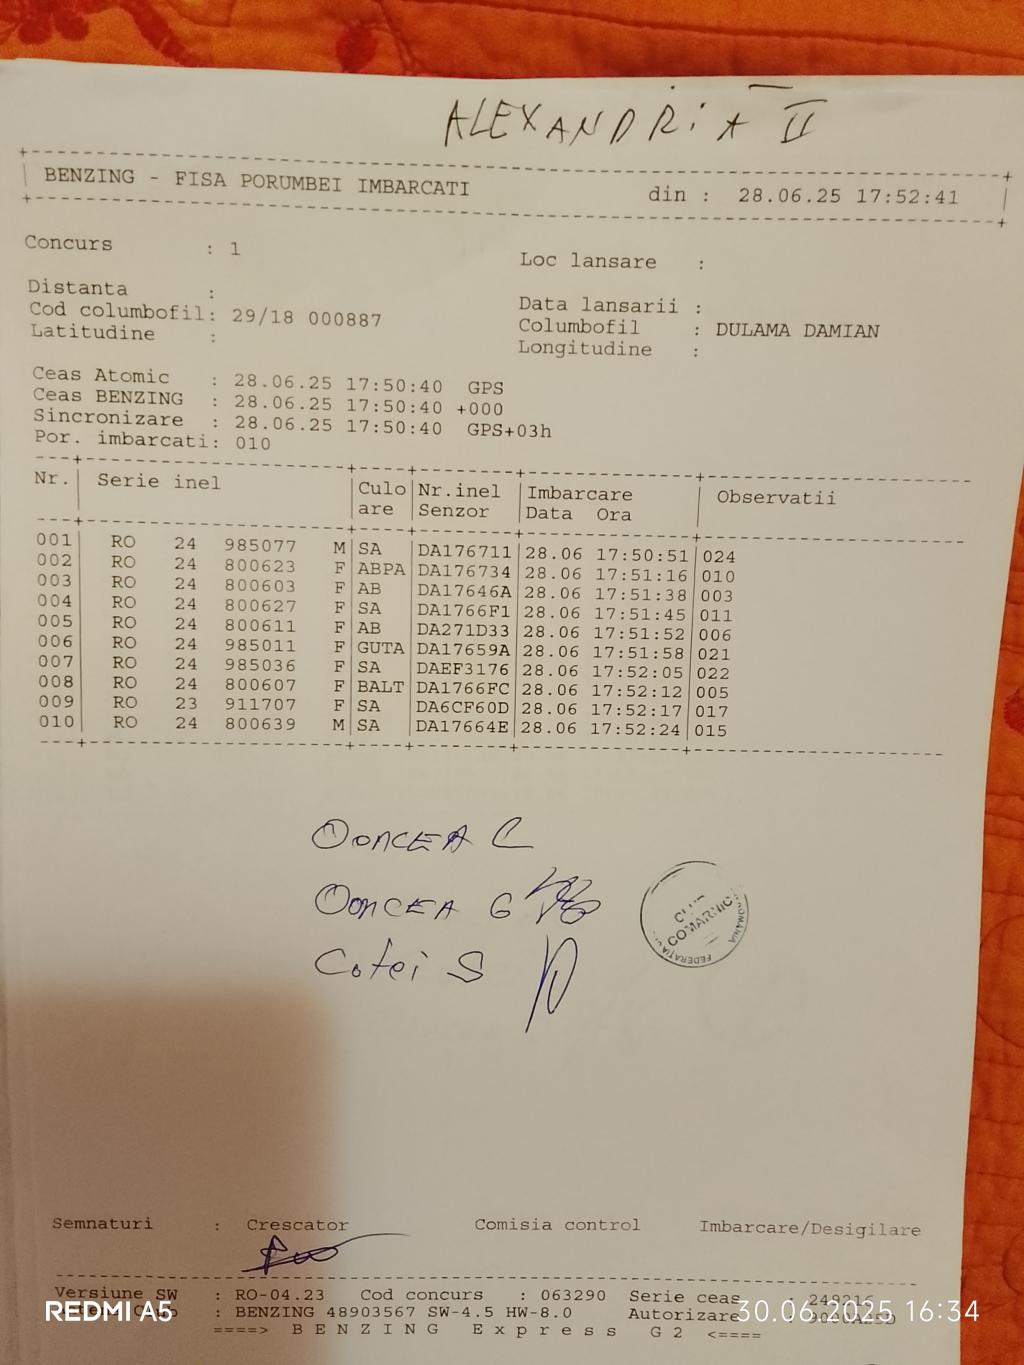 ALEXANDRiA II
BENZING - FISA PORUMBEI IMBARCATI din : 28.06.25 17:52:41
Concurs : 1 Loc lansare :
Distanta : Data lansarii :
Cod columbofil: 29/18 000887 Columbofil : DULAMA DAMIAN
Latitudine : Longitudine :
Ceas Atomic : 28.06.25 17:50:40 GPS
Ceas BENZING : 28.06.25 17:50:40 +000
Sincronizare : 28.06.25 17:50:40 GPS+03h
Por. imbarcati: 010
Nr. Serie inel Culo Nr.inel Imbarcare Observatii
are Senzor Data Ora
001 RO 24 985077 M SA DA176711 28.06 17:50:51 024
002 RO 24 800623 F ABPA DA176734 28.06 17:51:16 010
003 RO 24 800603 F AB DA17646A 28.06 17:51:38 003
004 RO 24 800627 F SA DA1766F1 28.06 17:51:45 011
005 RO 24 800611 F AB DA271D33 28.06 17:51:52 006
006 RO 24 985011 F GUTA DA17659A 28.06 17:51:58 021
007 RO 24 985036 F SA DAEF3176 28.06 17:52:05 022
008 RO 24 800607 F BALT DA1766FC 28.06 17:52:12 005
009 RO 23 911707 F SA DA6CF60D 28.06 17:52:17 017
010 RO 24 800639 M SA DA17664E 28.06 17:52:24 015
OONCEA C
OONCEA G
Cotei S
COMARNIC
FEDERAȚIA ROMANIA
Semnaturi : Crescator Comisia control Imbarcare/Desigilare
Versiune SW : RO-04.23 Cod concurs : 063290 Serie ceas :
: BENZING 48903567 SW-4.5 HW-8.0 Autorizare :
====> B E N Z I N G E x p r e s s G 2 <====
REDMI A5 30.06.2025 16:34